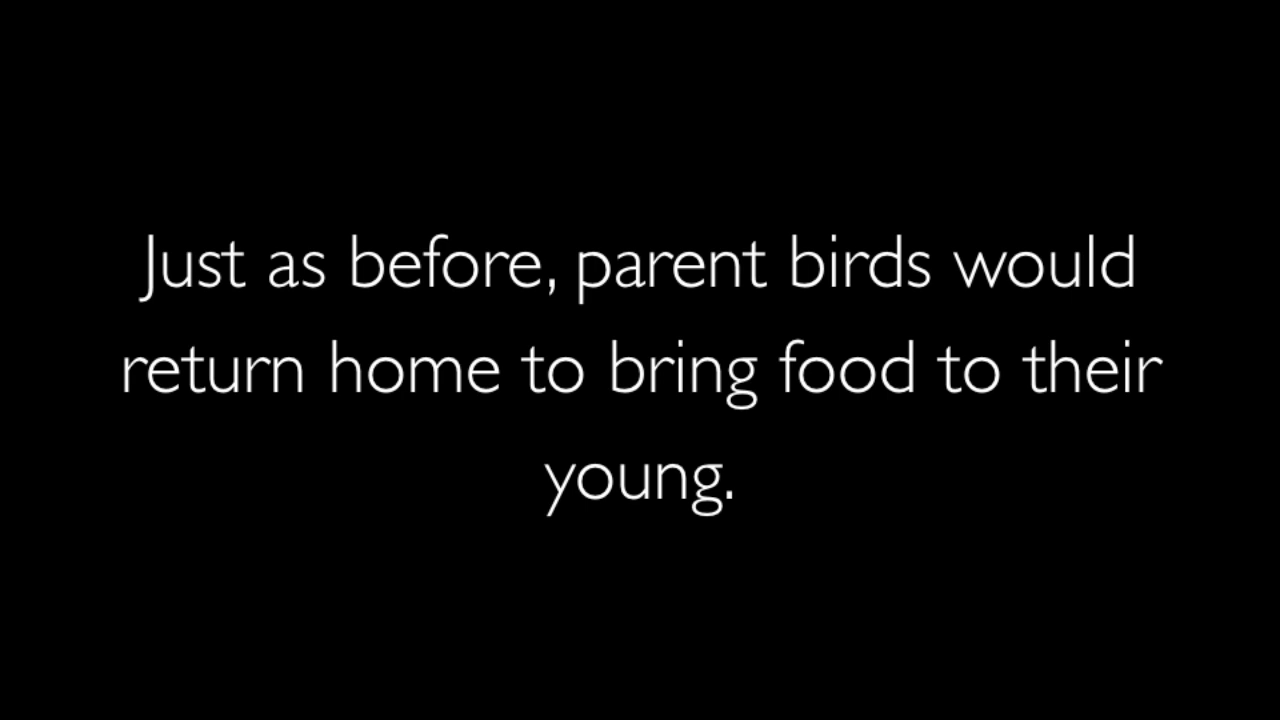 Just as before, parent birds would
return home to bring food to their
young.